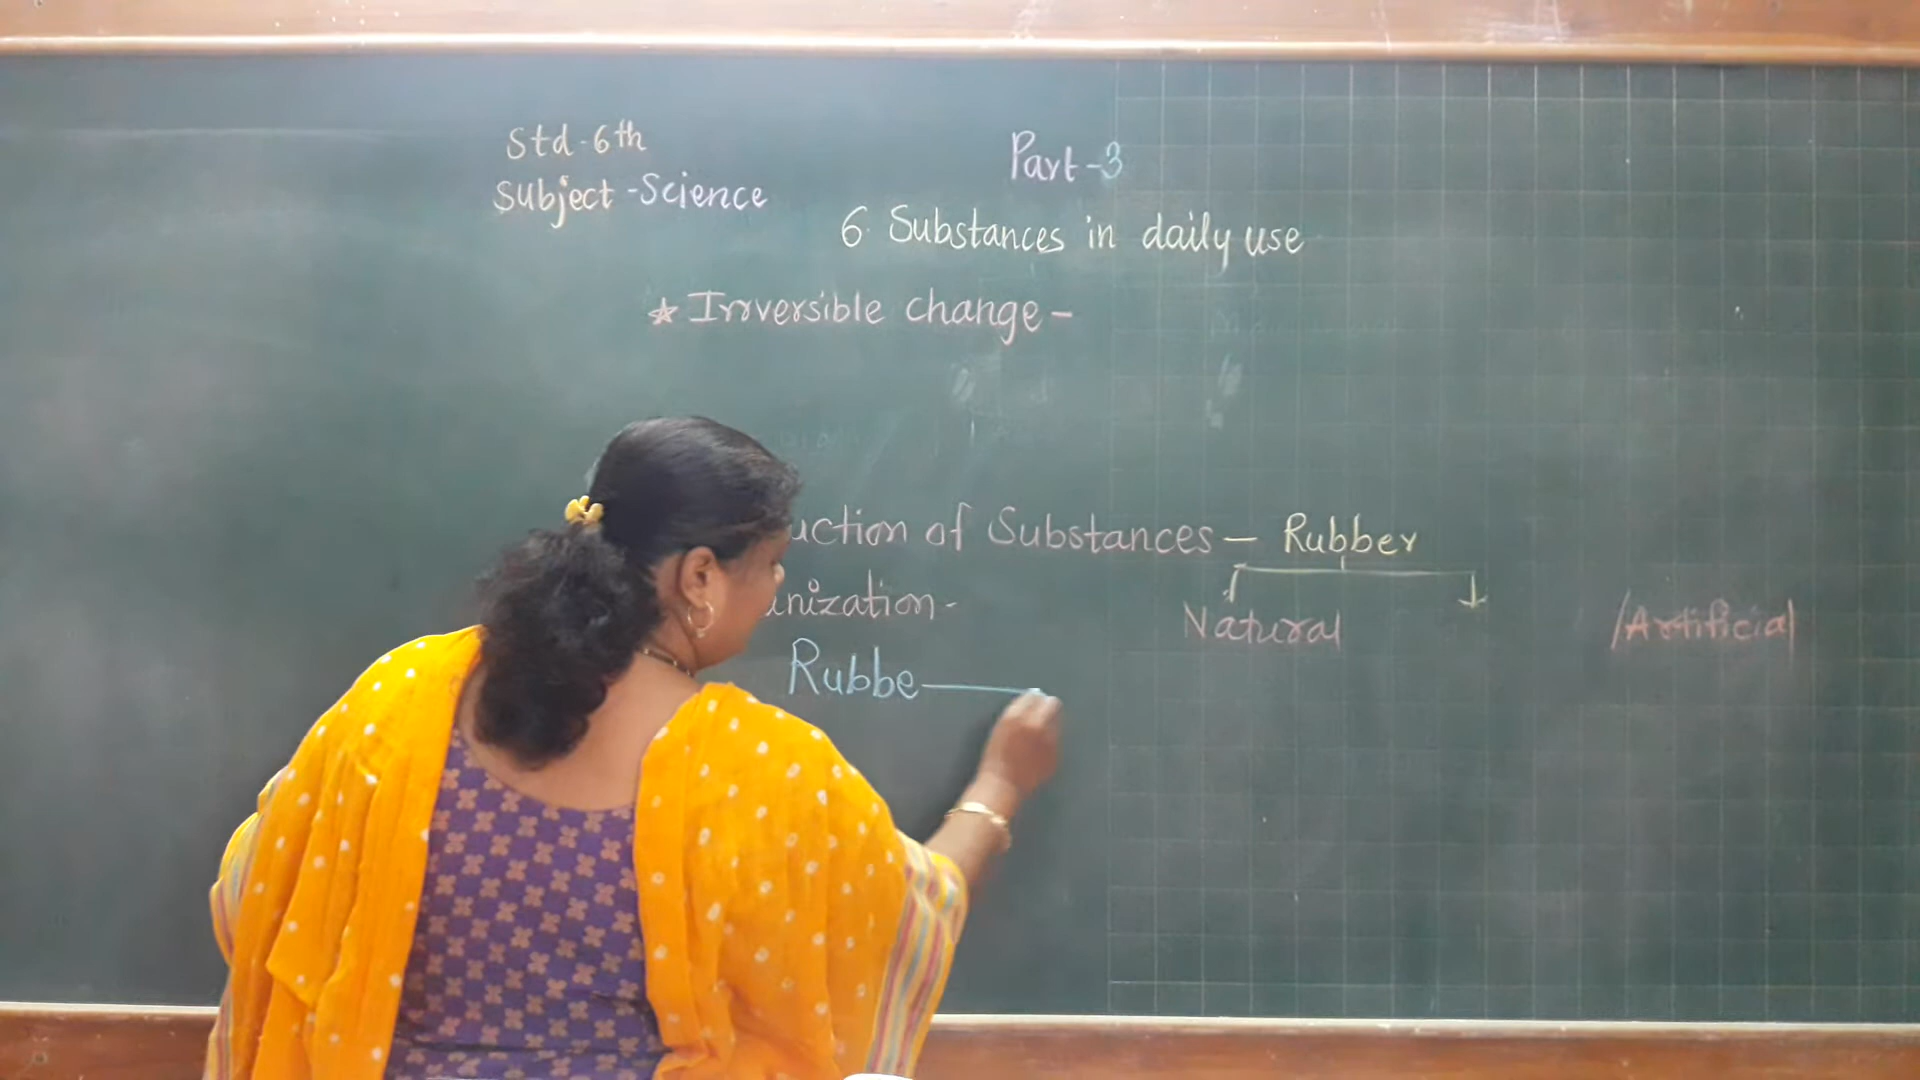 Std-6th
Part-3
Subject-Science
6. Substances in daily use
★ Irrversible change-
uction of Substances - Rubber
anization-
Natural /Artificial
Rubbe